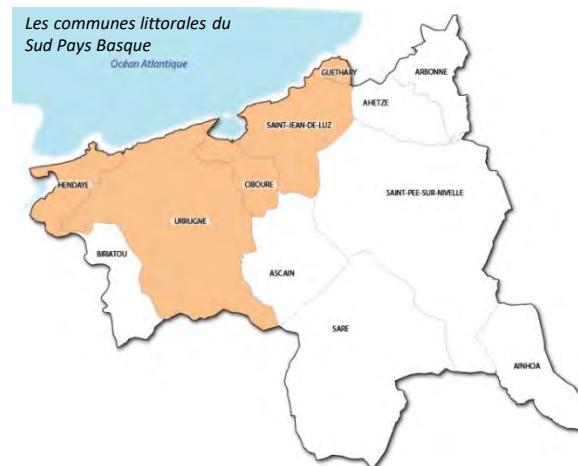 Les communes littorales du
Sud Pays Basque
Océan Atlantique
GUETHARY
ARBONNE
AHETZE
SAINT-JEAN-DE-LUZ
HENDAYE
CIBOURE
SAINT-PEE-SUR-NIVELLE
URRUGNE
BIRIATOU
ASCAIN
SARE
AINHOA